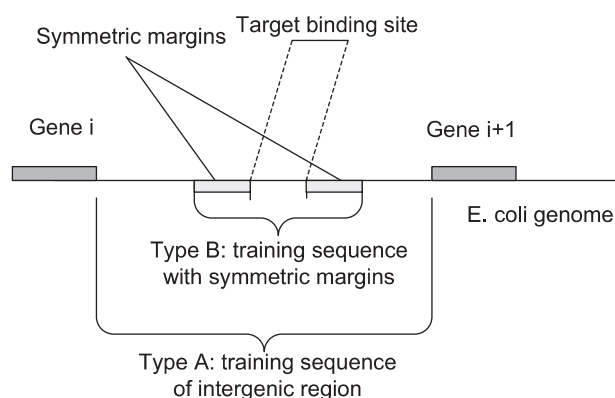 Target binding site
Symmetric margins
Gene i
Gene i+1
E. coli genome
Type B: training sequence
with symmetric margins
Type A: training sequence
of intergenic region